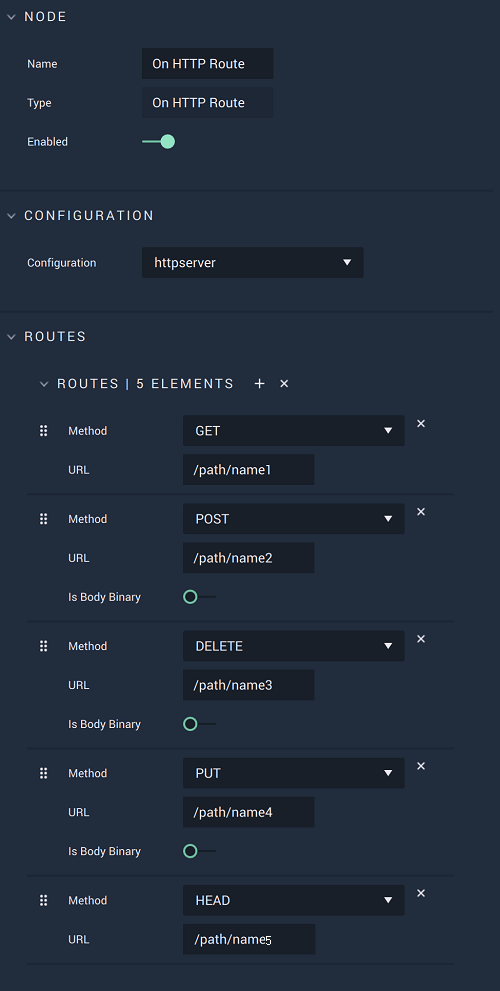 NODE
Name On HTTP Route
Type On HTTP Route
Enabled
CONFIGURATION
Configuration httpserver
ROUTES
ROUTES | 5 ELEMENTS + ×
Method GET ×
URL /path/name1
Method POST ×
URL /path/name2
Is Body Binary
Method DELETE ×
URL /path/name3
Is Body Binary
Method PUT ×
URL /path/name4
Is Body Binary
Method HEAD ×
URL /path/name5